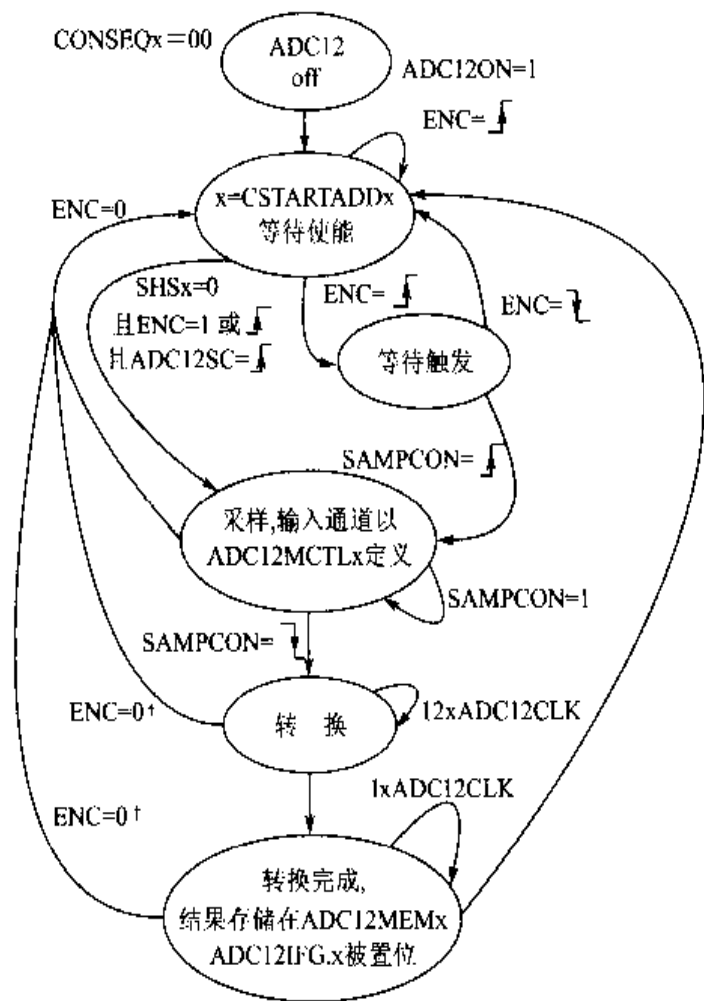 CONSEQx=00
ADC12
off
ADC12ON=1
ENC=
x=CSTARTADDx
等待使能
ENC=0
SHSx=0
且ENC=1 或
且ADC12SC=
ENC=
ENC=
等待触发
SAMPCON=
采样,输入通道以
ADC12MCTLx定义
SAMPCON=1
SAMPCON=
转 换
12xADC12CLK
ENC=0†
1xADC12CLK
ENC=0†
转换完成,
结果存储在ADC12MEMx
ADC12IFG.x被置位